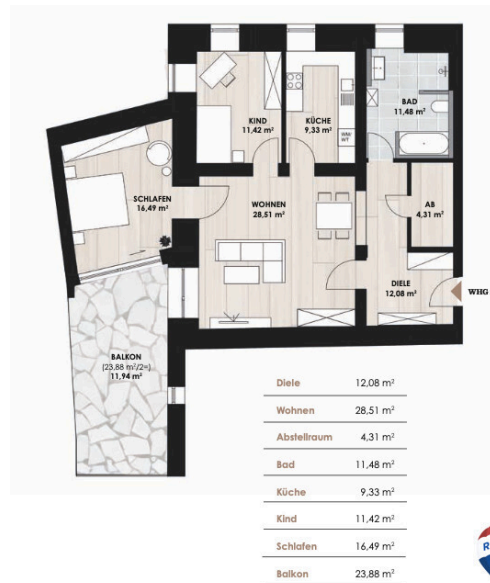 KIND
11,42 m²
KÜCHE
9,33 m²
WM/
WT
BAD
11,48 m²
SCHLAFEN
16,49 m²
WOHNEN
28,51 m²
AB
4,31 m²
DIELE
12,08 m²
WHG
BALKON
(23,88 m²/2=)
11,94 m²
Diele 12,08 m²
Wohnen 28,51 m²
Abstellraum 4,31 m²
Bad 11,48 m²
Küche 9,33 m²
Kind 11,42 m²
Schlafen 16,49 m²
Balkon 23,88 m²
R